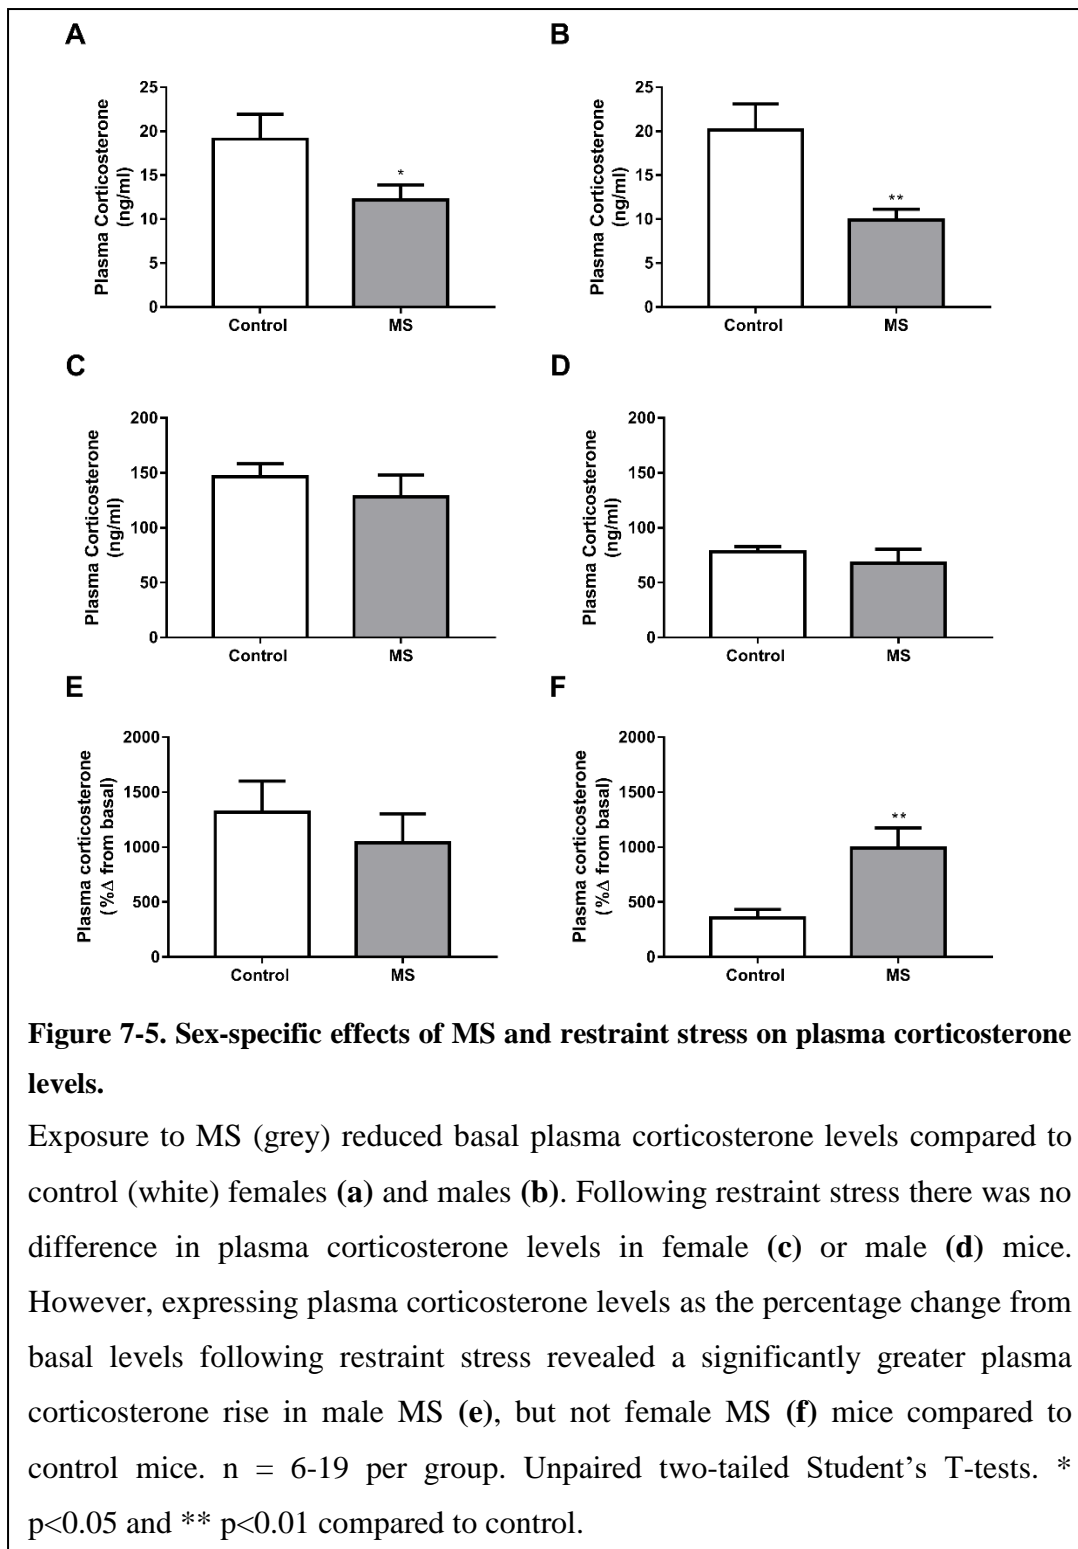 A
B
25
20
15
10
5
0
Plasma Corticosterone
(ng/ml)
*
Control
MS
25
20
15
10
5
0
Plasma Corticosterone
(ng/ml)
**
Control
MS
C
D
200
150
100
50
0
Plasma Corticosterone
(ng/ml)
Control
MS
200
150
100
50
0
Plasma Corticosterone
(ng/ml)
Control
MS
E
F
2000
1500
1000
500
0
Plasma corticosterone
(%Δ from basal)
Control
MS
2000
1500
1000
500
0
Plasma corticosterone
(%Δ from basal)
**
Control
MS
Figure 7-5. Sex-specific effects of MS and restraint stress on plasma corticosterone
levels.
Exposure to MS (grey) reduced basal plasma corticosterone levels compared to
control (white) females (a) and males (b). Following restraint stress there was no
difference in plasma corticosterone levels in female (c) or male (d) mice.
However, expressing plasma corticosterone levels as the percentage change from
basal levels following restraint stress revealed a significantly greater plasma
corticosterone rise in male MS (e), but not female MS (f) mice compared to
control mice. n = 6-19 per group. Unpaired two-tailed Student’s T-tests. *
p<0.05 and ** p<0.01 compared to control.